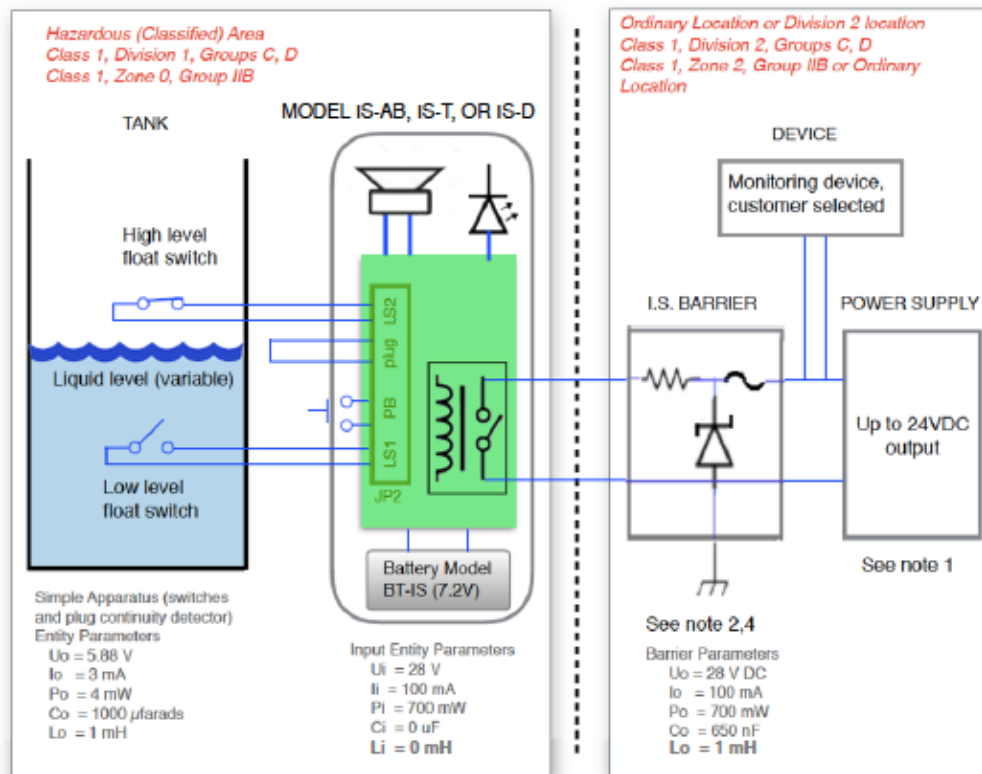 Hazardous (Classified) Area
Class 1, Division 1, Groups C, D
Class 1, Zone 0, Group IIB
TANK
MODEL IS-AB, IS-T, OR IS-D
High level
float switch
Liquid level (variable)
Low level
float switch
LS2
plug
PB
LS1
JP2
Battery Model
BT-IS (7.2V)
Simple Apparatus (switches
and plug continuity detector)
Entity Parameters
Uo = 5.88 V
Io = 3 mA
Po = 4 mW
Co = 1000 µfarads
Lo = 1 mH
Input Entity Parameters
Ui = 28 V
Ii = 100 mA
Pi = 700 mW
Ci = 0 uF
Li = 0 mH
Ordinary Location or Division 2 location
Class 1, Division 2, Groups C, D
Class 1, Zone 2, Group IIB or Ordinary
Location
DEVICE
Monitoring device,
customer selected
I.S. BARRIER
POWER SUPPLY
Up to 24VDC
output
See note 1
See note 2,4
Barrier Parameters
Uo = 28 V DC
Io = 100 mA
Po = 700 mW
Co = 650 nF
Lo = 1 mH